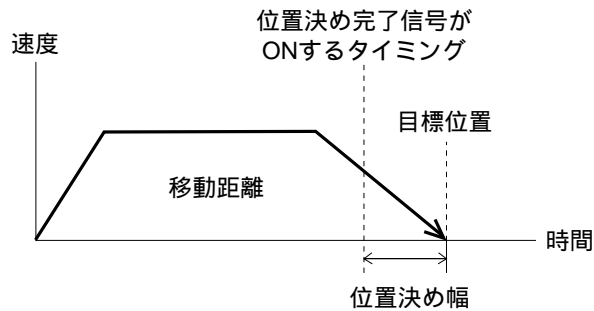 位置決め完了信号が
ONするタイミング
速度
目標位置
移動距離
時間
位置決め幅